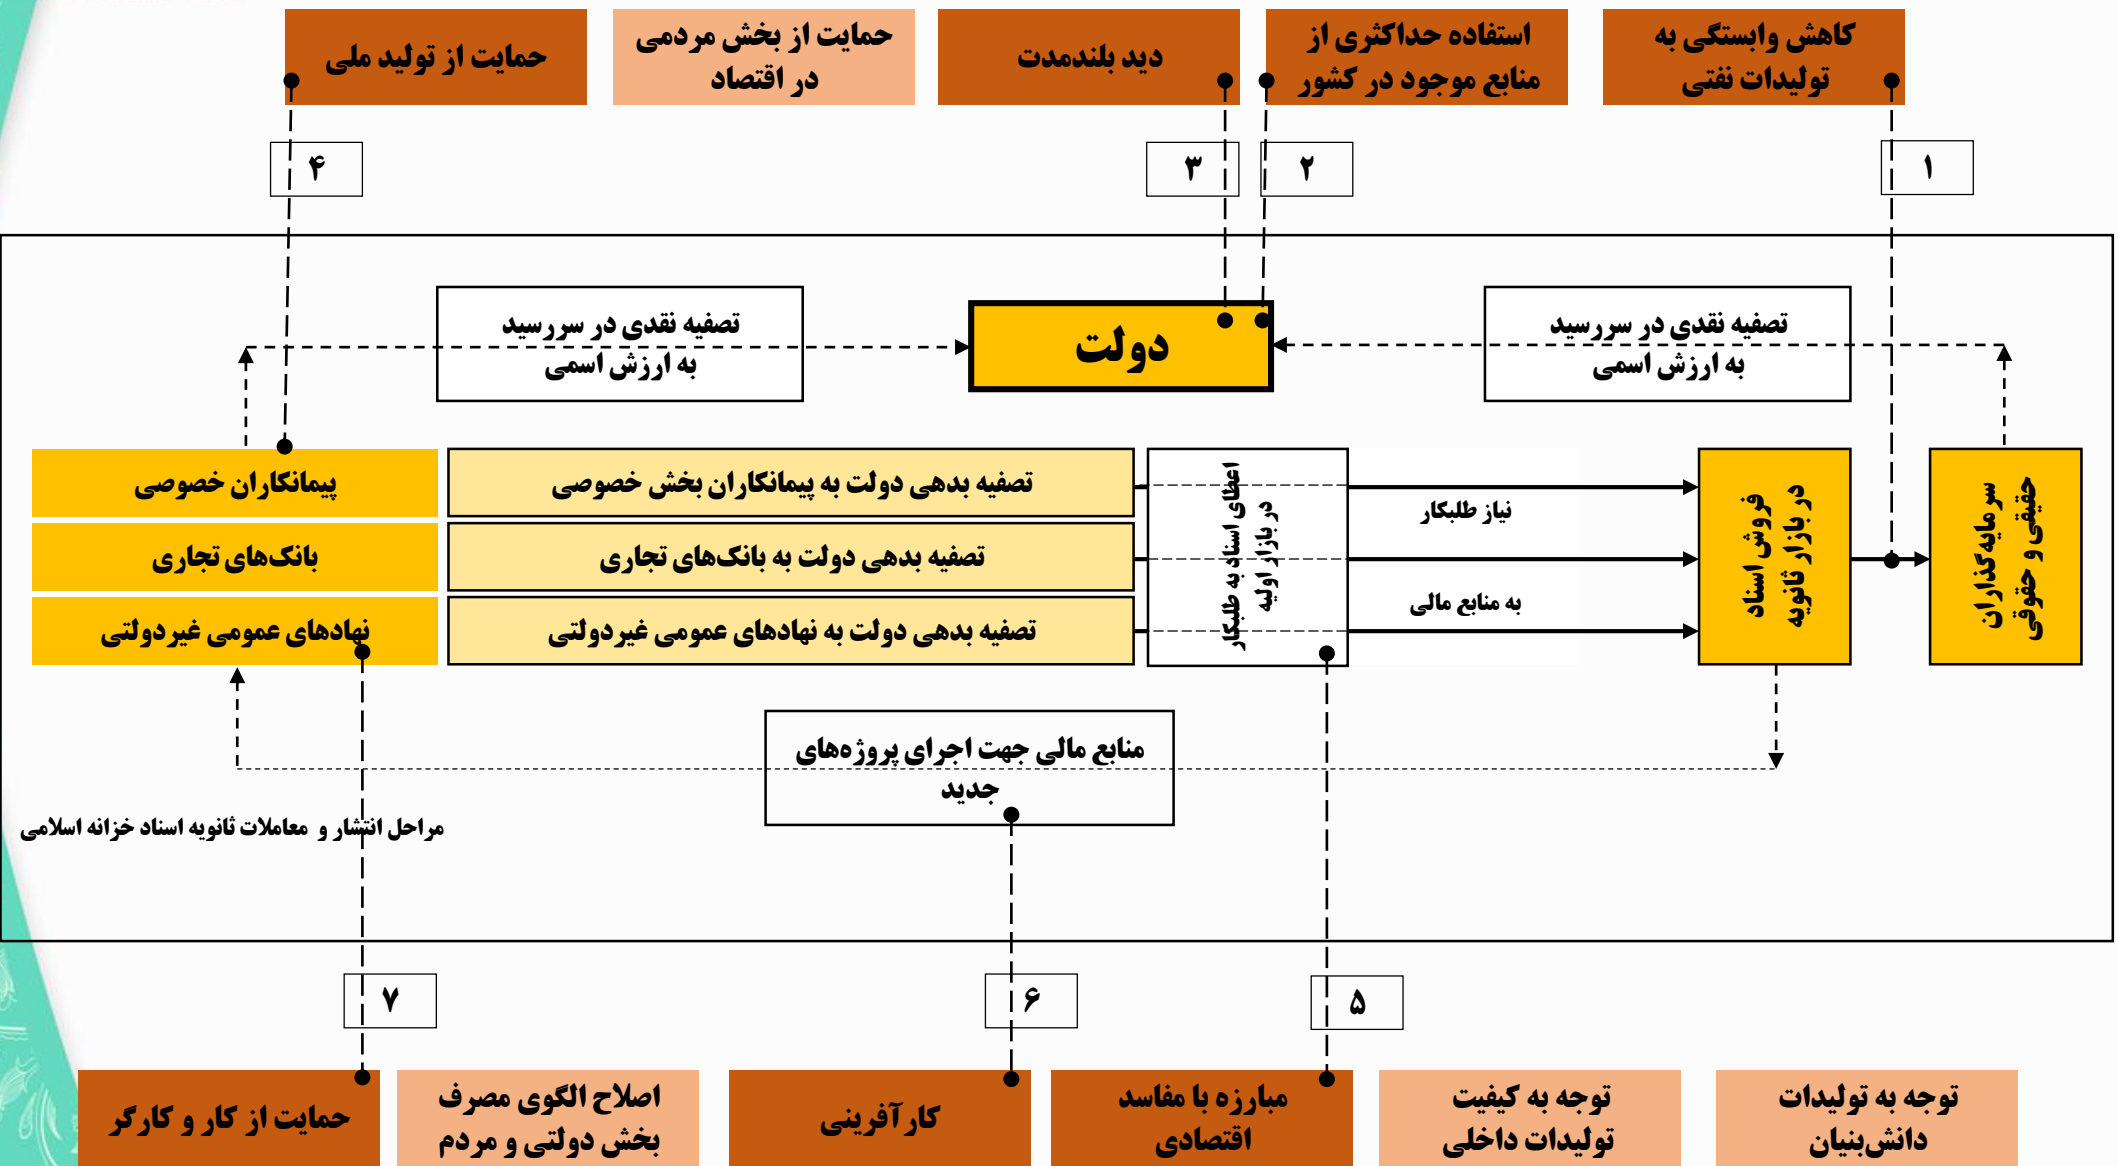 کاهش وابستگی به
تولیدات نفتی
استفاده حداکثری از
منابع موجود در کشور
دید بلندمدت
حمایت از بخش مردمی
در اقتصاد
حمایت از تولید ملی
۱
۲
۳
۴
تصفیه نقدی در سررسید
به ارزش اسمی
دولت
تصفیه نقدی در سررسید
به ارزش اسمی
سرمایه‌گذاران
حقیقی و حقوقی
فروش اسناد
در بازار ثانویه
نیاز طلبکار
به منابع مالی
اعطای اسناد به طلبکار
در بازار اولیه
تصفیه بدهی دولت به پیمانکاران بخش خصوصی
پیمانکاران خصوصی
تصفیه بدهی دولت به بانک‌های تجاری
بانک‌های تجاری
تصفیه بدهی دولت به نهادهای عمومی غیردولتی
نهادهای عمومی غیردولتی
منابع مالی جهت اجرای پروژه‌های
جدید
مراحل انتشار و معاملات ثانویه اسناد خزانه اسلامی
۵
۶
۷
توجه به تولیدات
دانش‌بنیان
توجه به کیفیت
تولیدات داخلی
مبارزه با مفاسد
اقتصادی
کارآفرینی
اصلاح الگوی مصرف
بخش دولتی و مردم
حمایت از کار و کارگر